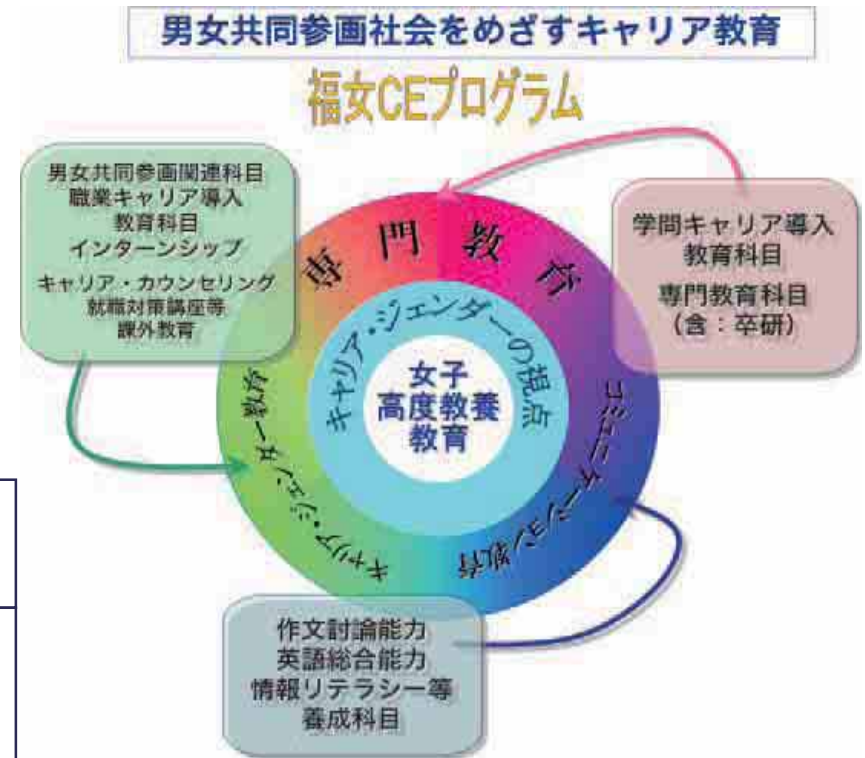 男女共同参画社会をめざすキャリア教育
福女CEプログラム
男女共同参画関連科目
職業キャリア導入
教育科目
インターンシップ
キャリア・カウンセリング
就職対策講座等
課外教育
学問キャリア導入
教育科目
専門教育科目
（含：卒研）
専門教育
キャリア・ジェンダーの視点
女子
高度教養
教育
キャリア・ジェンダー教育
コミュニケーション教育
作文討論能力
英語総合能力
情報リテラシー等
養成科目